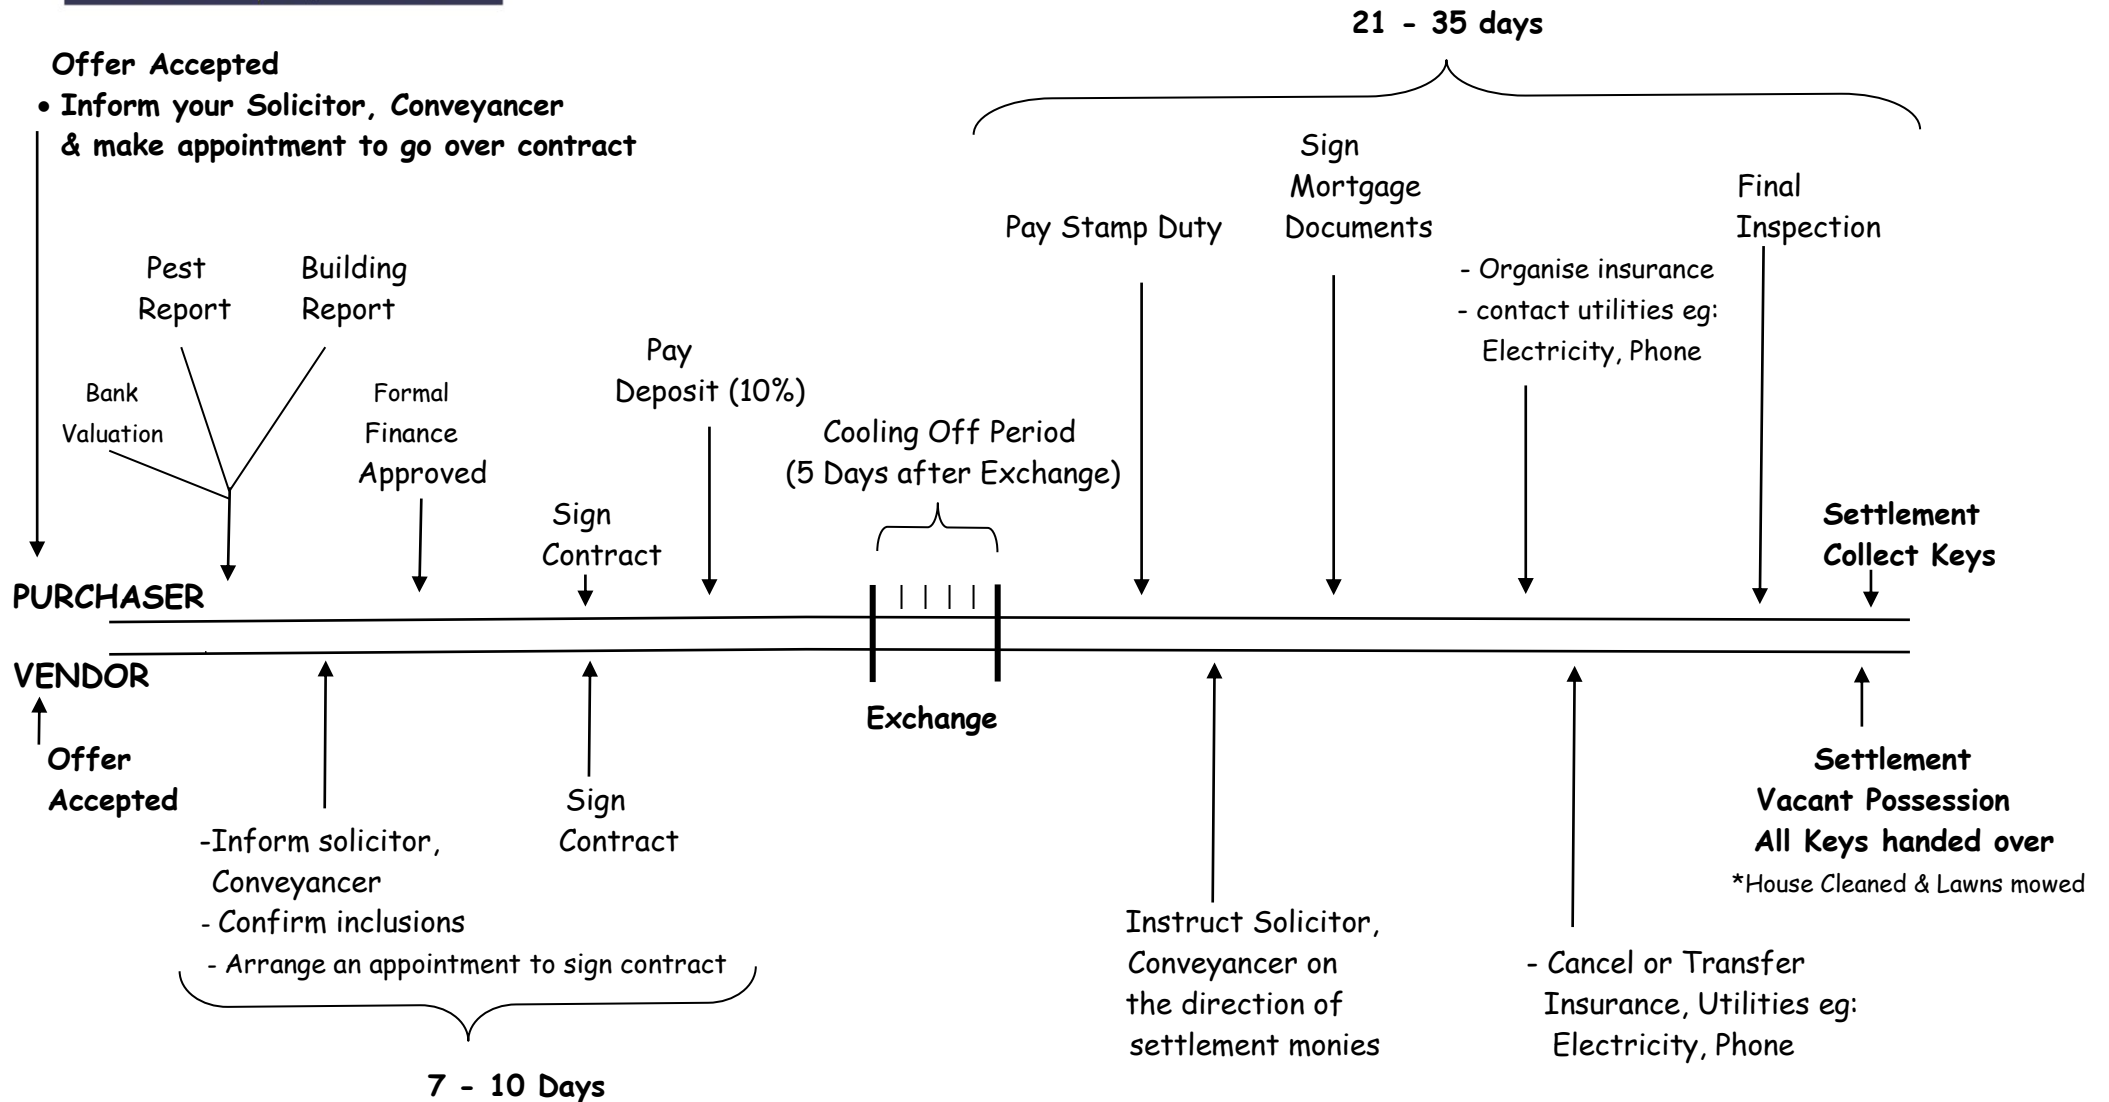 21 - 35 days
Offer Accepted
• Inform your Solicitor, Conveyancer
& make appointment to go over contract
Pest
Report
Building
Report
Bank
Valuation
Formal
Finance
Approved
Sign
Contract
Pay
Deposit (10%)
Cooling Off Period
(5 Days after Exchange)
Pay Stamp Duty
Sign
Mortgage
Documents
- Organise insurance
- contact utilities eg:
Electricity, Phone
Final
Inspection
Settlement
Collect Keys
PURCHASER
VENDOR
Offer
Accepted
-Inform solicitor,
Conveyancer
- Confirm inclusions
- Arrange an appointment to sign contract
7 - 10 Days
Sign
Contract
Exchange
Instruct Solicitor,
Conveyancer on
the direction of
settlement monies
- Cancel or Transfer
Insurance, Utilities eg:
Electricity, Phone
Settlement
Vacant Possession
All Keys handed over
*House Cleaned & Lawns mowed